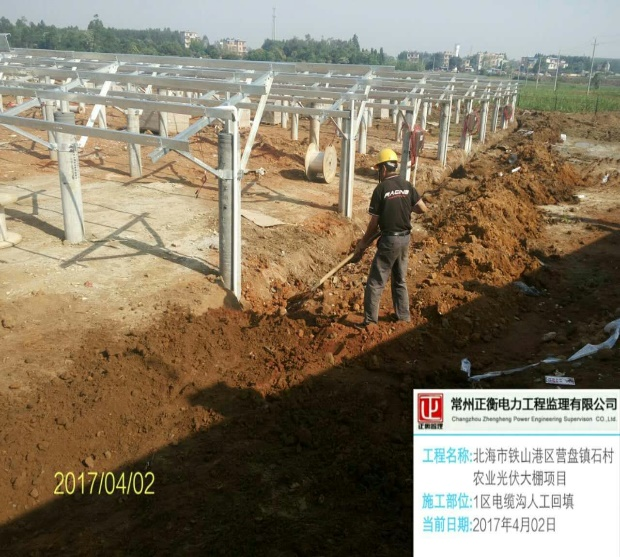 RACING
2017/04/02
正衡监理
常州正衡电力工程监理有限公司
Changzhou Zhengheng Power Engineering Supervision Co.,Ltd
工程名称:北海市铁山港区营盘镇石村
农业光伏大棚项目
施工部位:1区电缆沟人工回填
当前日期:2017年4月02日